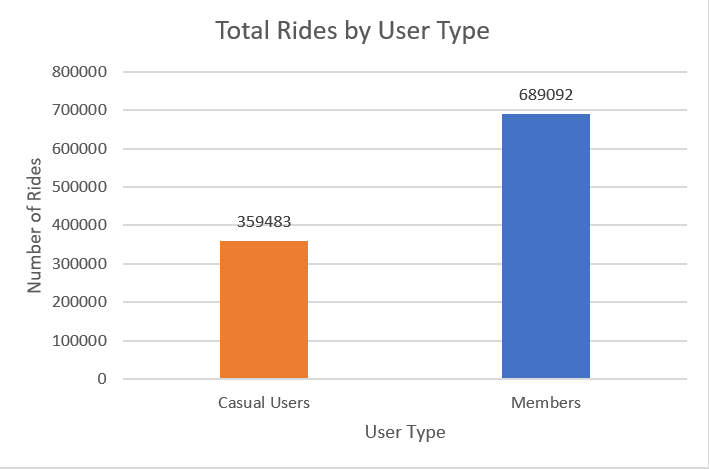 Total Rides by User Type
Number of Rides
800000
700000
600000
500000
400000
300000
200000
100000
0
359483
689092
Casual Users
Members
User Type